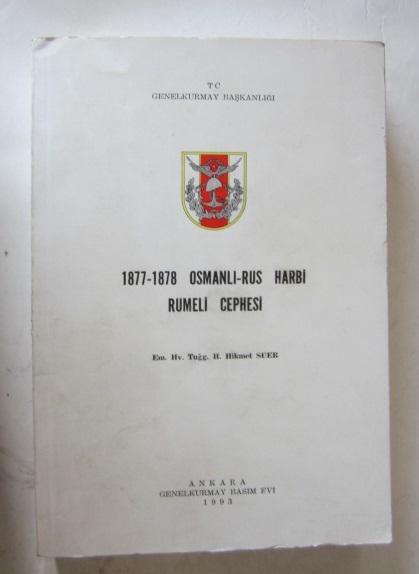 TC
GENELKURMAY BAŞKANLIĞI
1877-1878 OSMANLI-RUS HARBİ
RUMELİ CEPHESİ
Em. Hv. Tuğg. H. Hikmet SUER
ANKARA
GENELKURMAY BASIM EVİ
1993